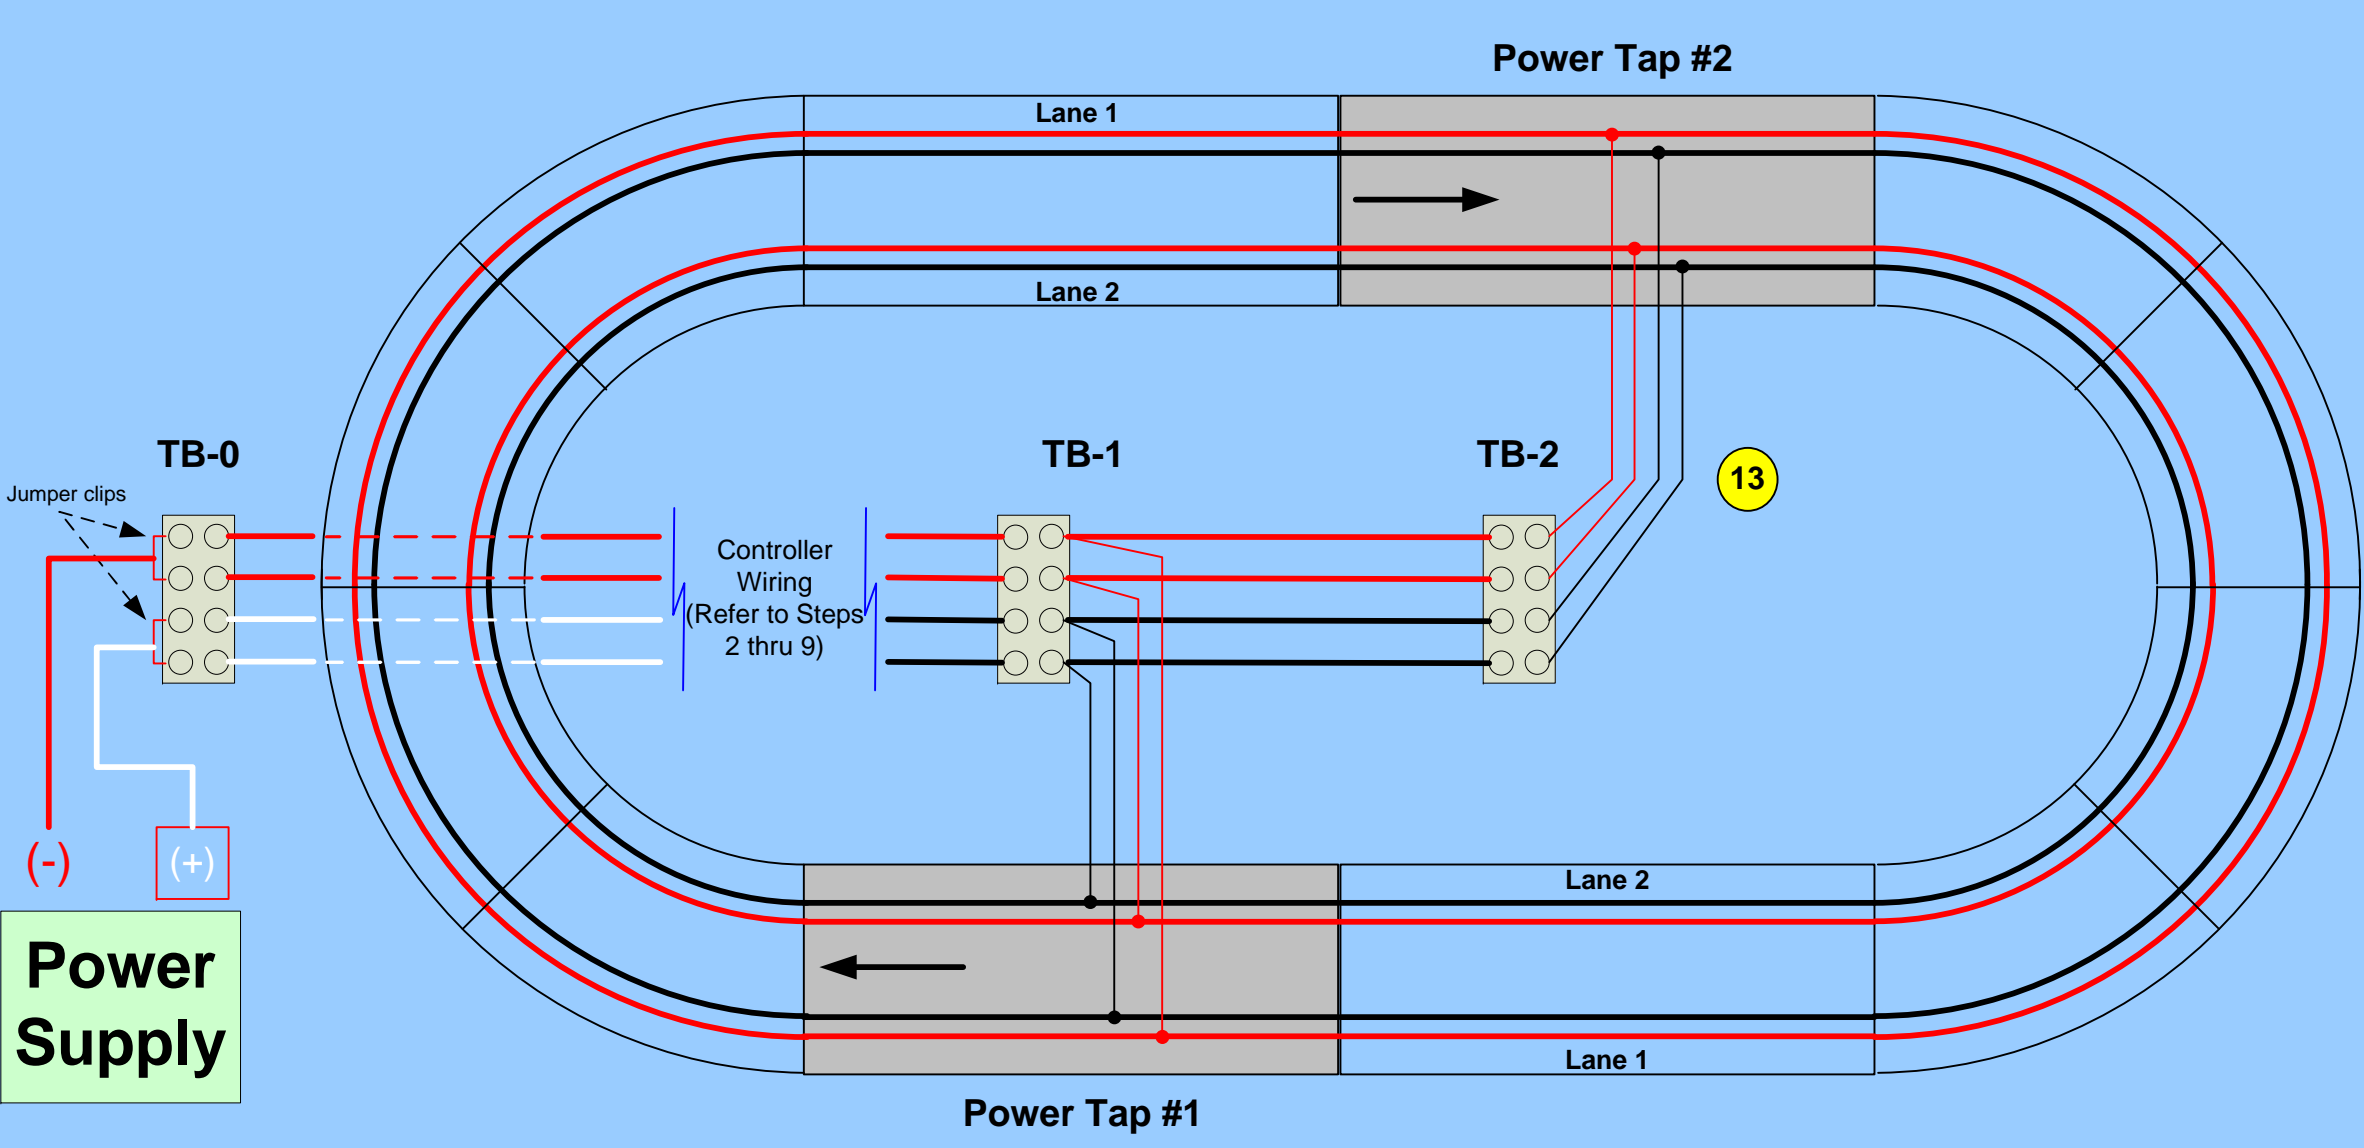 Power Tap #2
Lane 1
Lane 2
TB-0
TB-1
TB-2
13
Jumper clips
Controller
Wiring
(Refer to Steps
2 thru 9)
(-)
(+)
Power
Supply
Lane 2
Lane 1
Power Tap #1